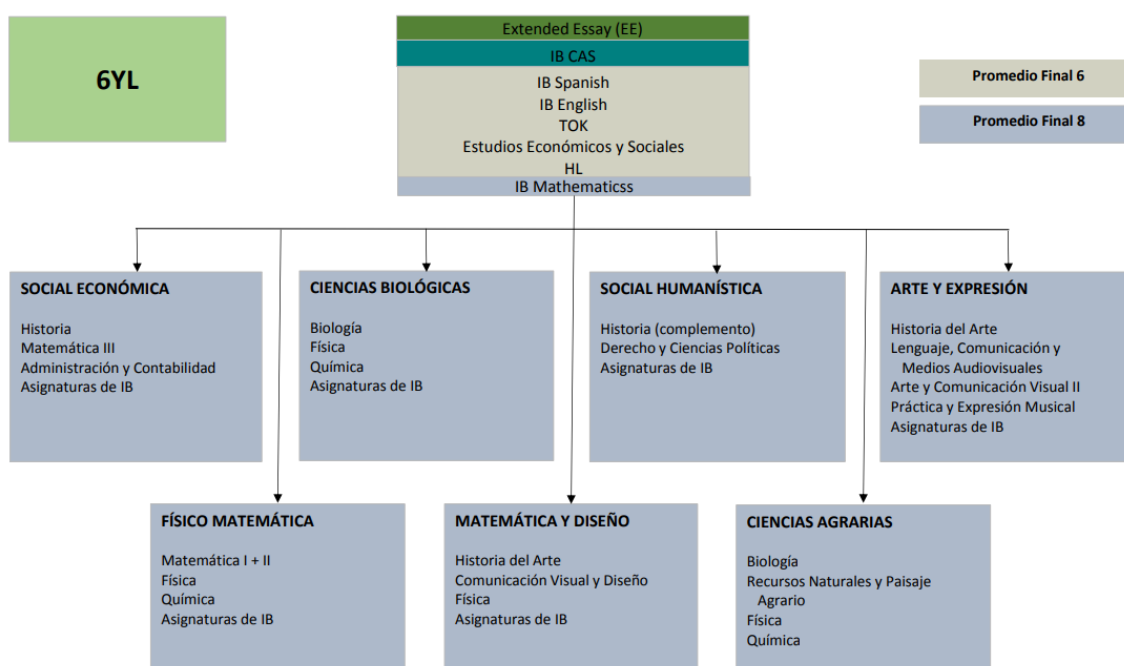 6YL
Extended Essay (EE)
IB CAS
IB Spanish
IB English
TOK
Estudios Económicos y Sociales
HL
IB Mathematicss
Promedio Final 6
Promedio Final 8
SOCIAL ECONÓMICA
Historia
Matemática III
Administración y Contabilidad
Asignaturas de IB
CIENCIAS BIOLÓGICAS
Biología
Física
Química
Asignaturas de IB
SOCIAL HUMANÍSTICA
Historia (complemento)
Derecho y Ciencias Políticas
Asignaturas de IB
ARTE Y EXPRESIÓN
Historia del Arte
Lenguaje, Comunicación y
Medios Audiovisuales
Arte y Comunicación Visual II
Práctica y Expresión Musical
Asignaturas de IB
FÍSICO MATEMÁTICA
Matemática I + II
Física
Química
Asignaturas de IB
MATEMÁTICA Y DISEÑO
Historia del Arte
Comunicación Visual y Diseño
Física
Asignaturas de IB
CIENCIAS AGRARIAS
Biología
Recursos Naturales y Paisaje
Agrario
Física
Química